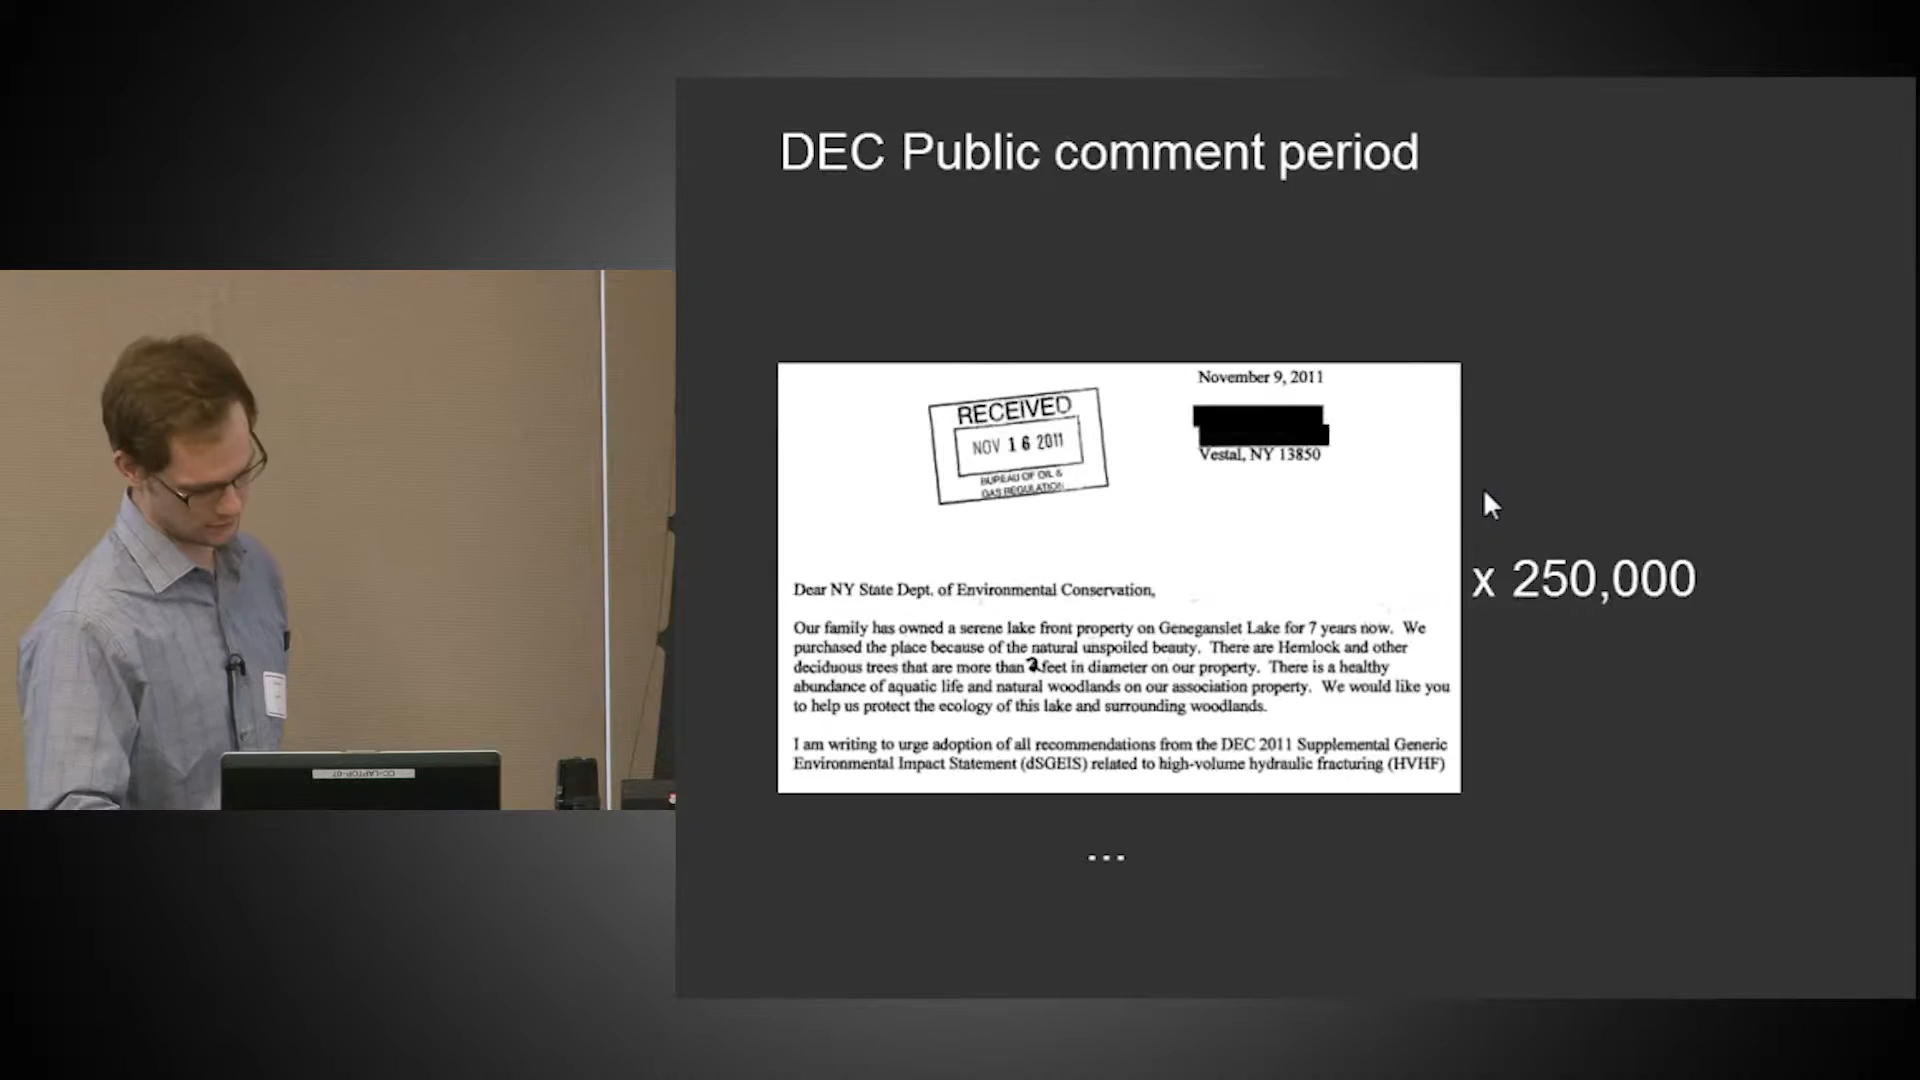 DEC Public comment period
November 9, 2011
RECEIVED
NOV 16 2011
BUREAU OF OIL &
GAS REGULATION
Vestal, NY 13850
Dear NY State Dept. of Environmental Conservation,
Our family has owned a serene lake front property on Geneganslet Lake for 7 years now. We
purchased the place because of the natural unspoiled beauty. There are Hemlock and other
deciduous trees that are more than 2 feet in diameter on our property. There is a healthy
abundance of aquatic life and natural woodlands on our association property. We would like you
to help us protect the ecology of this lake and surrounding woodlands.
I am writing to urge adoption of all recommendations from the DEC 2011 Supplemental Generic
Environmental Impact Statement (dSGEIS) related to high-volume hydraulic fracturing (HVHF)
x 250,000
...
CC-LAPTOP-07